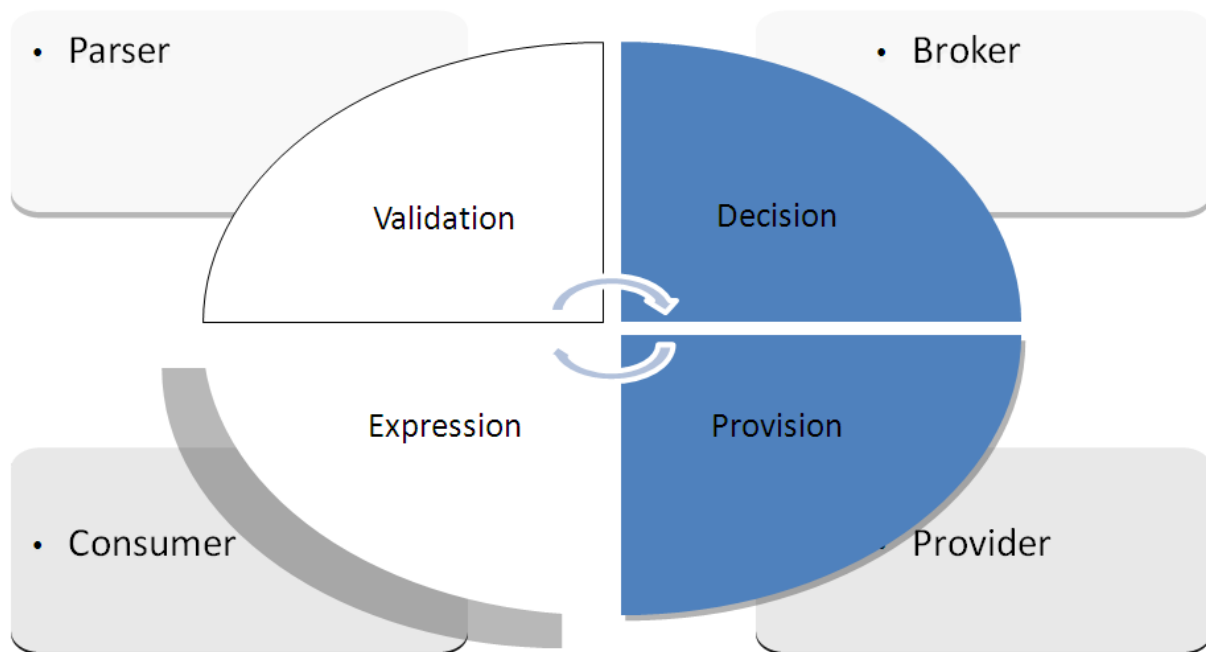 • Parser
• Broker
Validation
Decision
Expression
Provision
• Consumer
• Provider